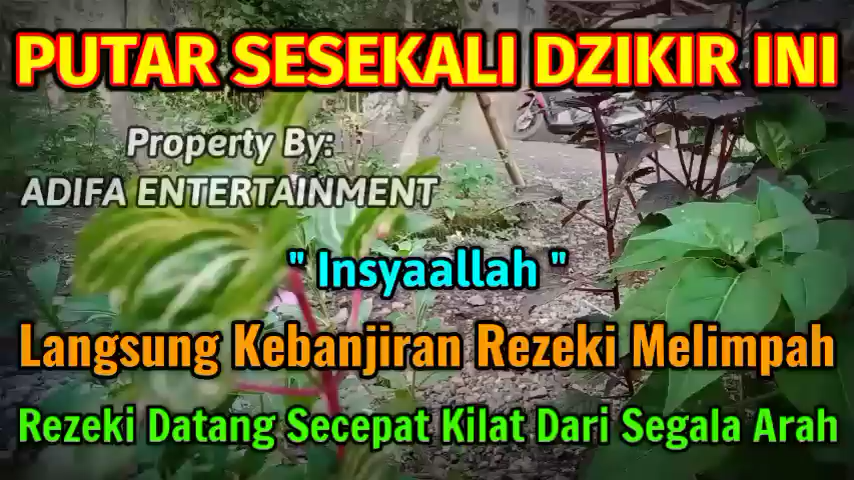 PUTAR SESEKALI DZIKIR INI
Property By:
ADIFA ENTERTAINMENT
" Insyaallah "
Langsung Kebanjiran Rezeki Melimpah
Rezeki Datang Secepat Kilat Dari Segala Arah